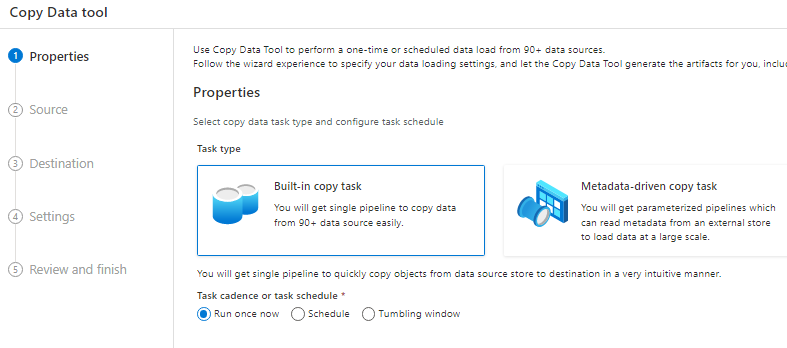 Copy Data tool
1 Properties
2 Source
3 Destination
4 Settings
5 Review and finish
Use Copy Data Tool to perform a one-time or scheduled data load from 90+ data sources.
Follow the wizard experience to specify your data loading settings, and let the Copy Data Tool generate the artifacts for you, inclu
Properties
Select copy data task type and configure task schedule
Task type
Built-in copy task
You will get single pipeline to copy data
from 90+ data source easily.
Metadata-driven copy task
You will get parameterized pipelines which
can read metadata from an external store
to load data at a large scale.
You will get single pipeline to quickly copy objects from data source store to destination in a very intuitive manner.
Task cadence or task schedule *
Run once now Schedule Tumbling window